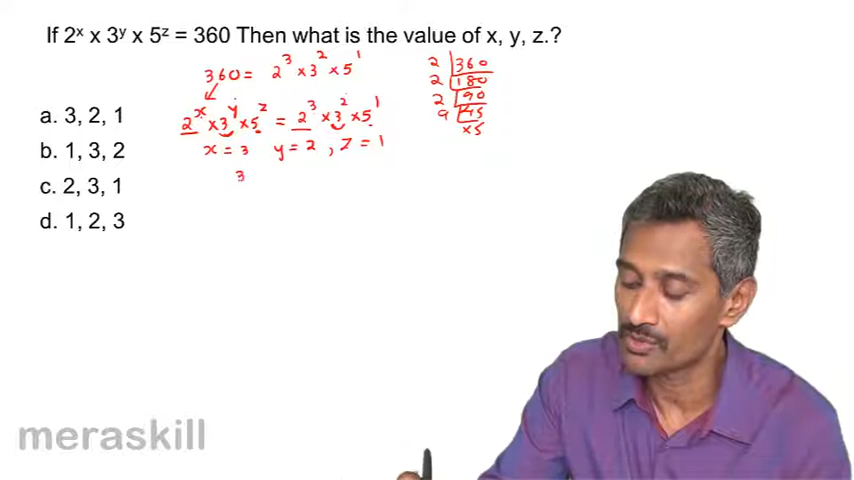 If 2ˣ x 3ʸ x 5ᶻ = 360 Then what is the value of x, y, z.?
360 = 2³ × 3² × 5¹
2ˣ × 3ʸ × 5ᶻ = 2³ × 3² × 5¹
x = 3 y = 2 , z = 1
3
2 360
2 180
2 90
9 45
x5
a. 3, 2, 1
b. 1, 3, 2
c. 2, 3, 1
d. 1, 2, 3
meraskill